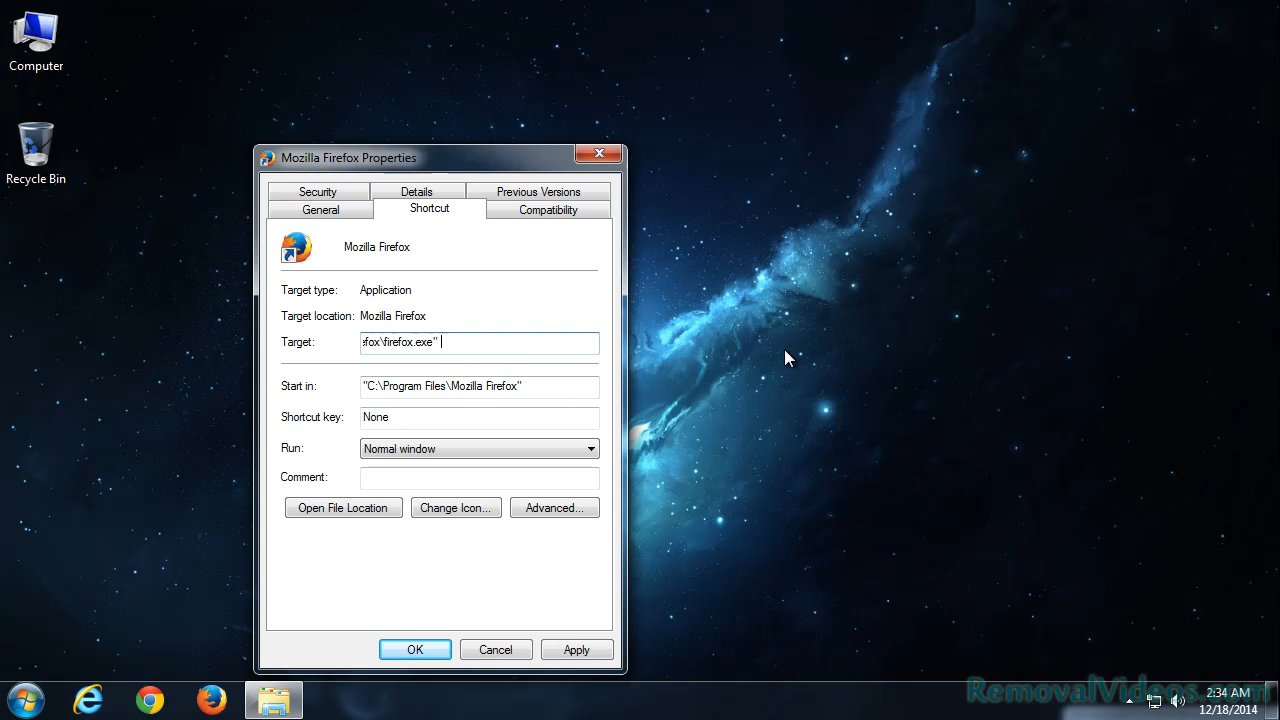 Computer
Recycle Bin
Mozilla Firefox Properties
Security Details Previous Versions
General Shortcut Compatibility
Mozilla Firefox
Target type: Application
Target location: Mozilla Firefox
Target: fox\firefox.exe"
Start in: "C:\Program Files\Mozilla Firefox"
Shortcut key: None
Run: Normal window
Comment:
Open File Location Change Icon... Advanced...
OK Cancel Apply
RemovalVideos.com
2:34 AM
12/18/2014